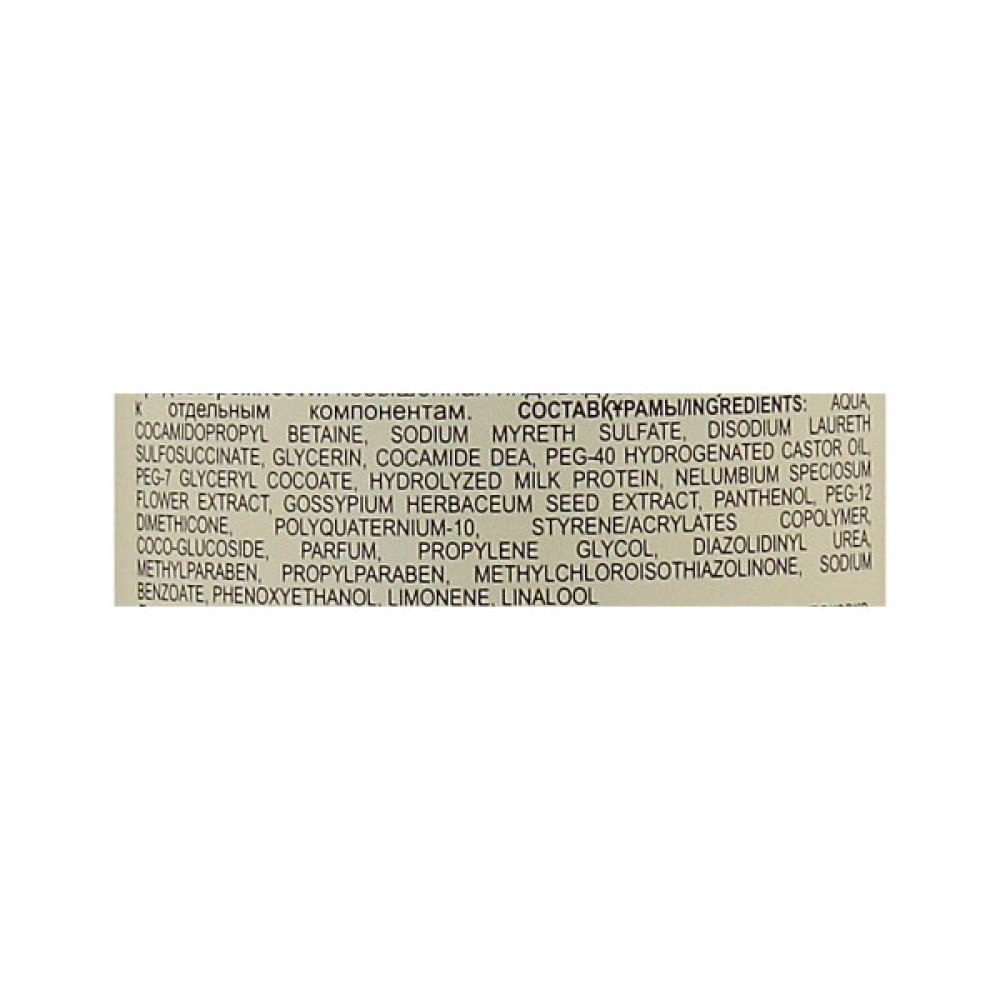 к отдельным компонентам. СОСТАВ/ҚҰРАМЫ/INGREDIENTS: AQUA,
COCAMIDOPROPYL BETAINE, SODIUM MYRETH SULFATE, DISODIUM LAURETH
SULFOSUCCINATE, GLYCERIN, COCAMIDE DEA, PEG-40 HYDROGENATED CASTOR OIL,
PEG-7 GLYCERYL COCOATE, HYDROLYZED MILK PROTEIN, NELUMBIUM SPECIOSUM
FLOWER EXTRACT, GOSSYPIUM HERBACEUM SEED EXTRACT, PANTHENOL, PEG-12
DIMETHICONE, POLYQUATERNIUM-10, STYRENE/ACRYLATES COPOLYMER,
COCO-GLUCOSIDE, PARFUM, PROPYLENE GLYCOL, DIAZOLIDINYL UREA,
METHYLPARABEN, PROPYLPARABEN, METHYLCHLOROISOTHIAZOLINONE, SODIUM
BENZOATE, PHENOXYETHANOL, LIMONENE, LINALOOL